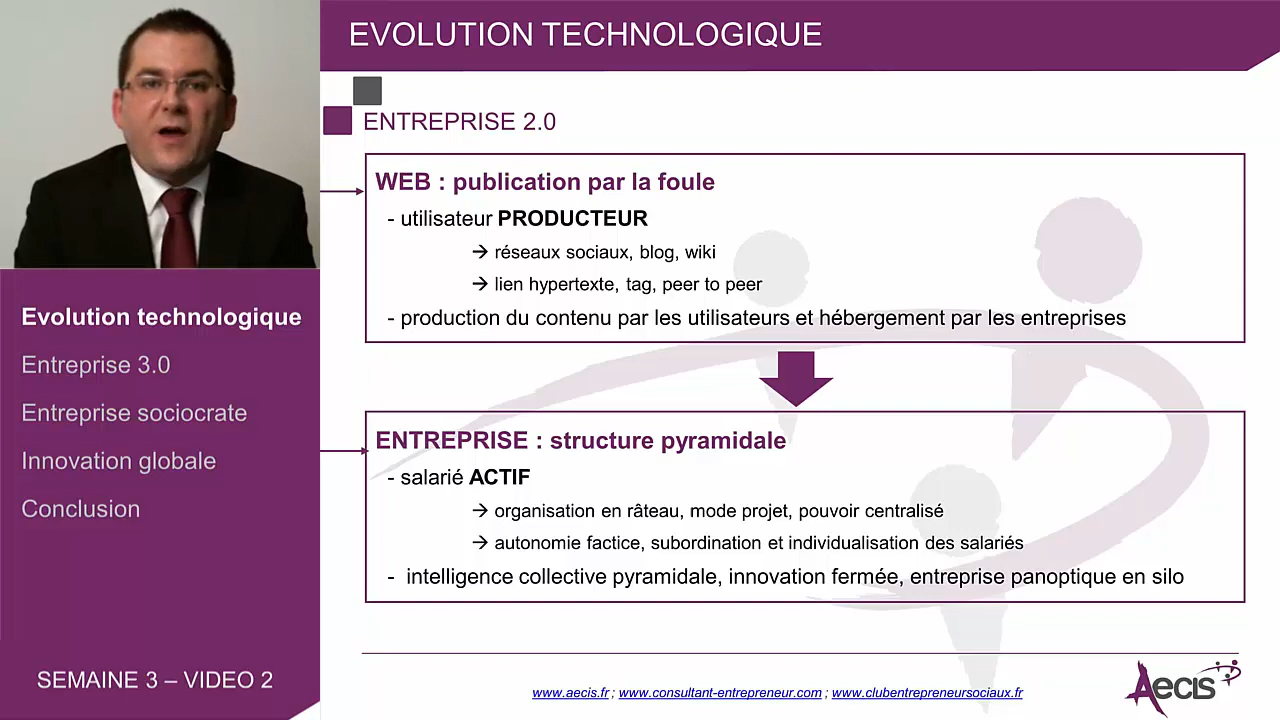 EVOLUTION TECHNOLOGIQUE
ENTREPRISE 2.0
WEB : publication par la foule
- utilisateur PRODUCTEUR
→ réseaux sociaux, blog, wiki
→ lien hypertexte, tag, peer to peer
- production du contenu par les utilisateurs et hébergement par les entreprises
ENTREPRISE : structure pyramidale
- salarié ACTIF
→ organisation en râteau, mode projet, pouvoir centralisé
→ autonomie factice, subordination et individualisation des salariés
- intelligence collective pyramidale, innovation fermée, entreprise panoptique en silo
Evolution technologique
Entreprise 3.0
Entreprise sociocrate
Innovation globale
Conclusion
SEMAINE 3 – VIDEO 2
www.aecis.fr ; www.consultant-entrepreneur.com ; www.clubentrepreneursociaux.fr
Aecis